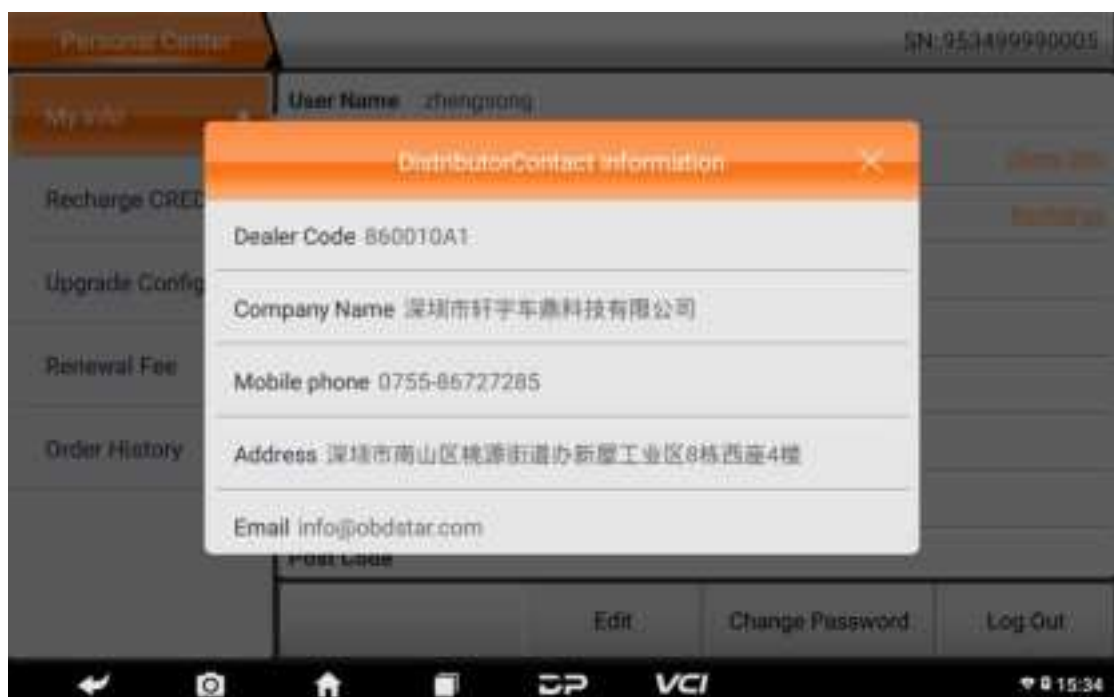 Personal Center
SN: 953499990005
My Info
User Name zhengsong
DistributorContact information
Recharge CRED
Dealer Code 860010A1
Upgrade Config
Company Name 深圳市轩宇车鼎科技有限公司
Renewal Fee
Mobile phone 0755-86727285
Order History
Address 深圳市南山区桃源街道办新屋工业区8栋西座4楼
Email info@obdstar.com
Post Code
Edit
Change Password
Log Out
DP
VCI
15:34